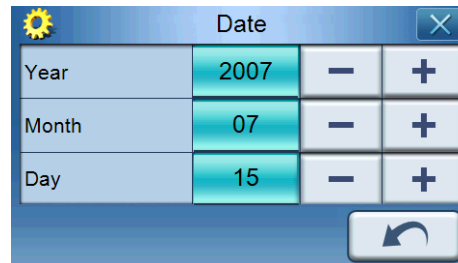 Date
Year 2007 − +
Month 07 − +
Day 15 − +